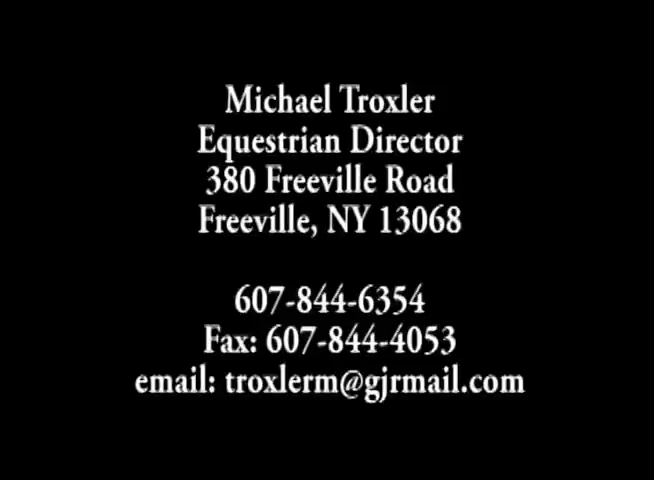 Michael Troxler
Equestrian Director
380 Freeville Road
Freeville, NY 13068
607-844-6354
Fax: 607-844-4053
email: troxlerm@gjrmail.com